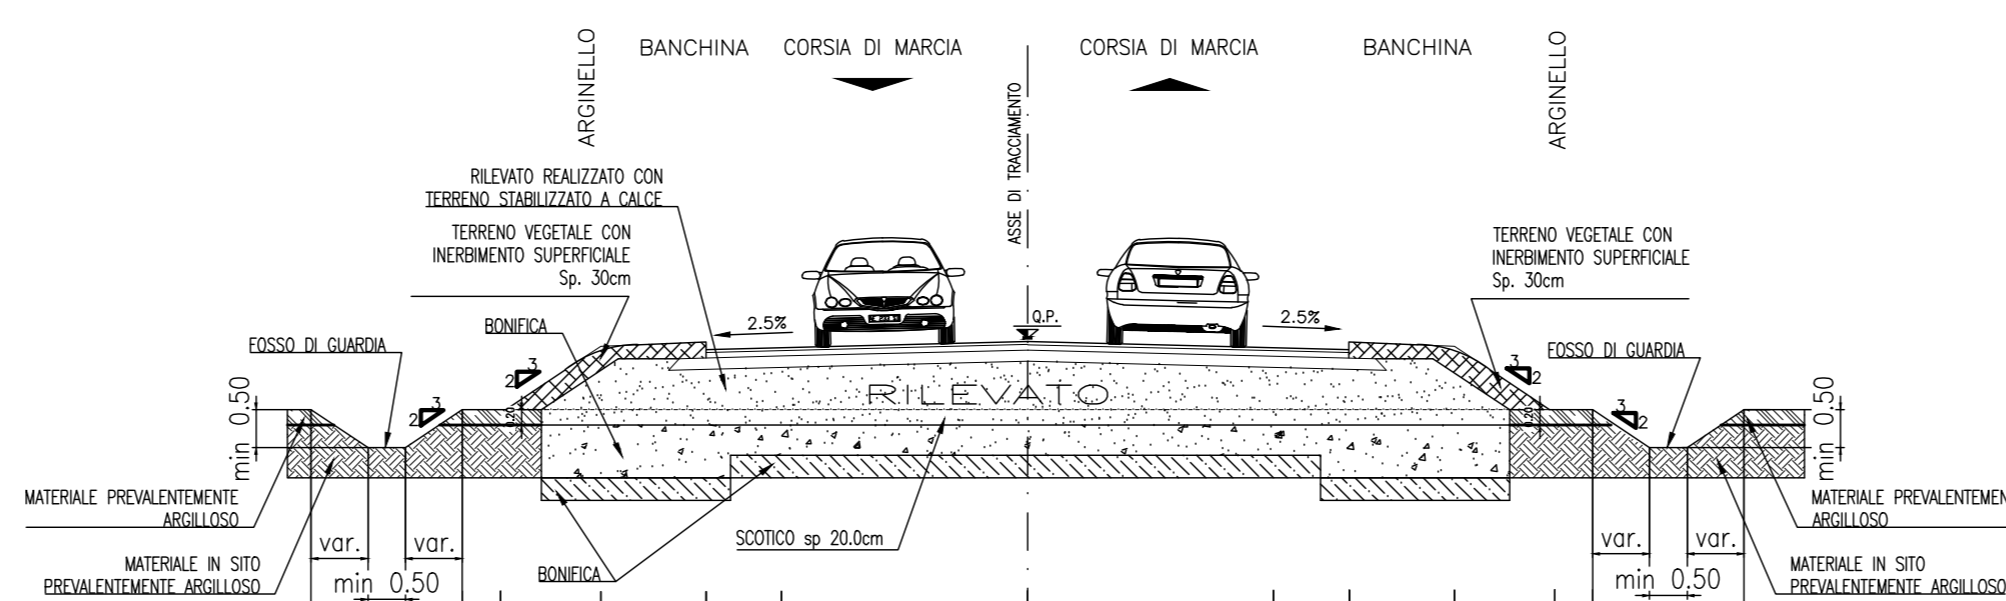 ARGINELLO
BANCHINA
CORSIA DI MARCIA
CORSIA DI MARCIA
BANCHINA
ARGINELLO
ASSE DI TRACCIAMENTO
RILEVATO REALIZZATO CON
TERRENO STABILIZZATO A CALCE
TERRENO VEGETALE CON
INERBIMENTO SUPERFICIALE
Sp. 30cm
TERRENO VEGETALE CON
INERBIMENTO SUPERFICIALE
Sp. 30cm
BONIFICA
2.5%
Q.P.
2.5%
FOSSO DI GUARDIA
FOSSO DI GUARDIA
3
2
3
2
3
2
3
2
RILEVATO
0.20
0.20
min 0.50
min 0.50
MATERIALE PREVALENTEMENTE
ARGILLOSO
MATERIALE PREVALENTEMEN
ARGILLOSO
SCOTICO sp 20.0cm
var.
var.
var.
var.
MATERIALE IN SITO
PREVALENTEMENTE ARGILLOSO
MATERIALE IN SITO
PREVALENTEMENTE ARGILLOSO
BONIFICA
min 0.50
min 0.50